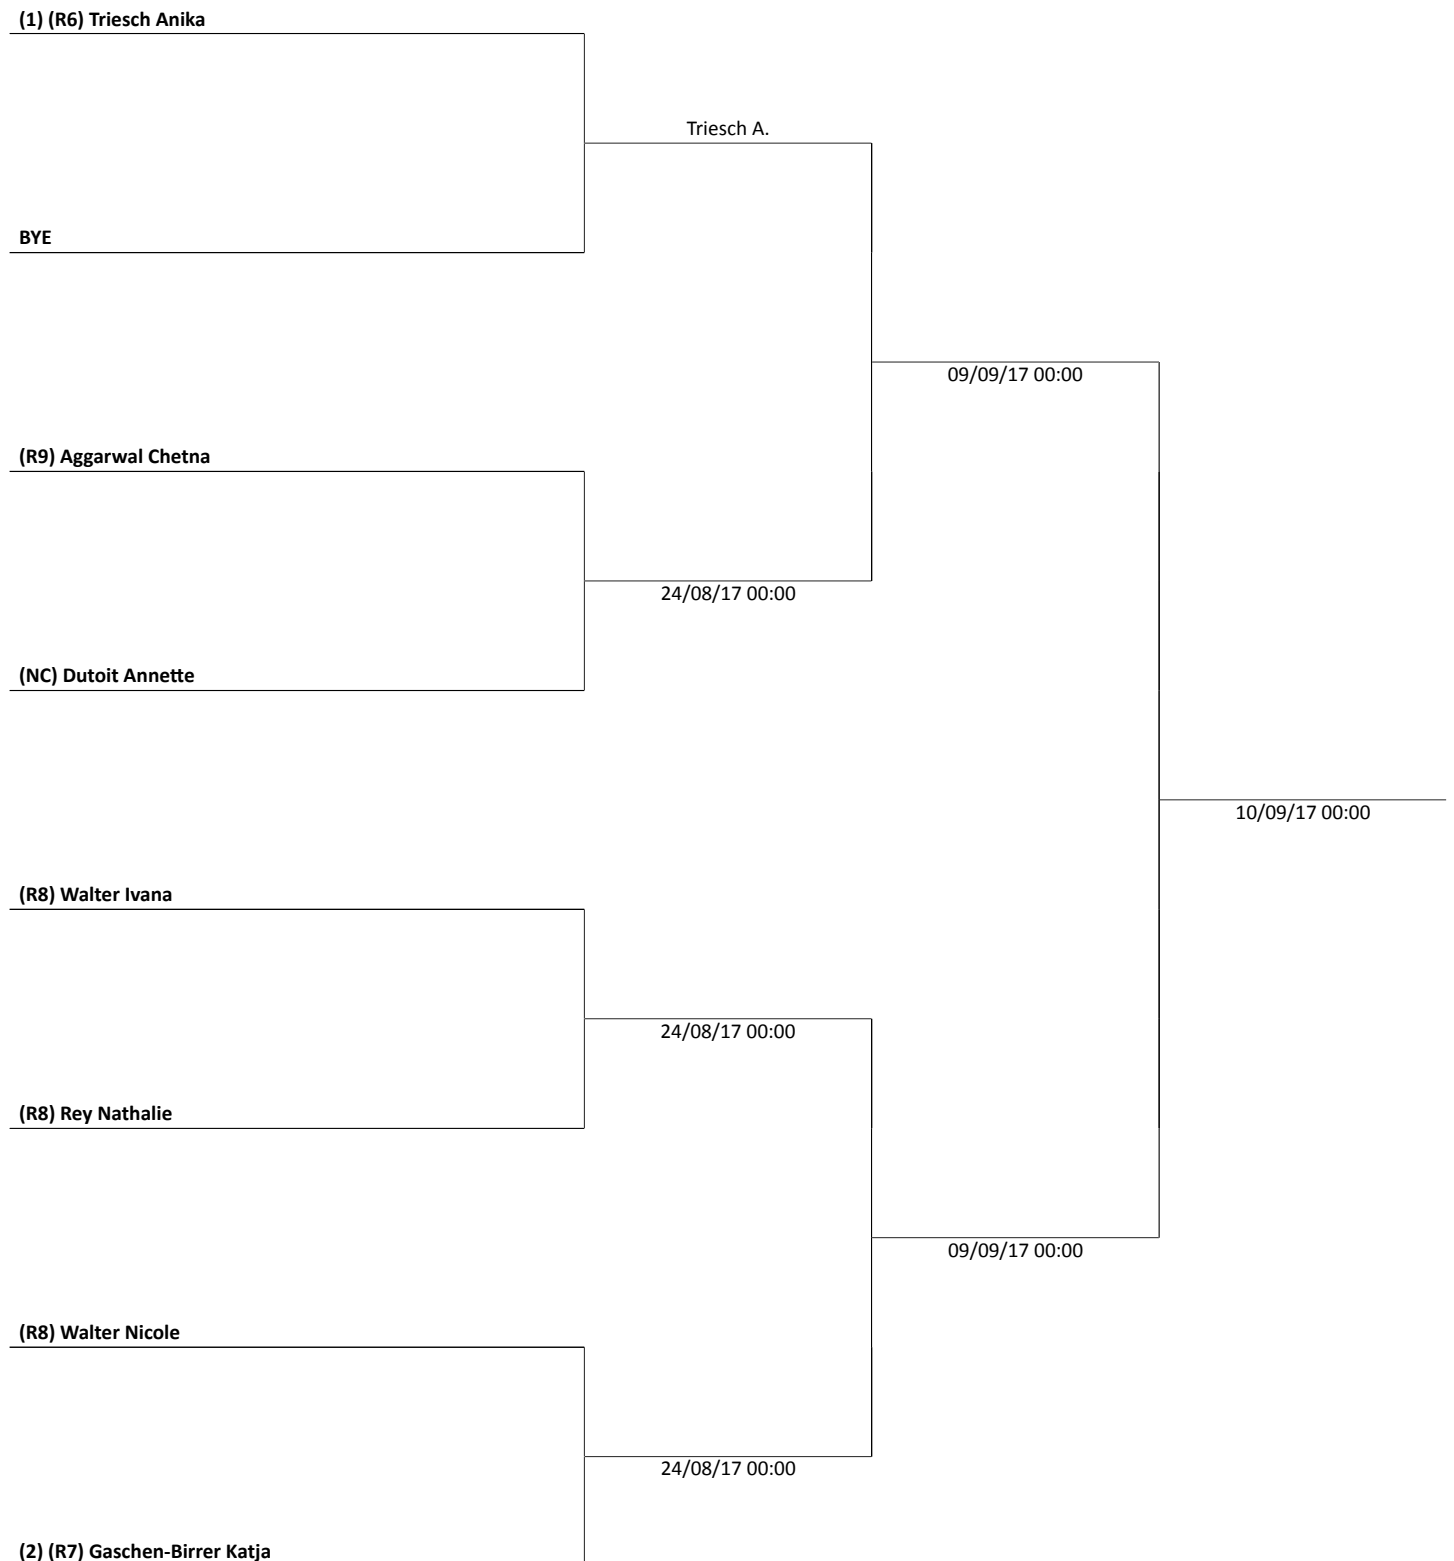 (1) (R6) Triesch Anika
Triesch A.
BYE
09/09/17 00:00
(R9) Aggarwal Chetna
24/08/17 00:00
(NC) Dutoit Annette
10/09/17 00:00
(R8) Walter Ivana
24/08/17 00:00
(R8) Rey Nathalie
09/09/17 00:00
(R8) Walter Nicole
24/08/17 00:00
(2) (R7) Gaschen-Birrer Katja